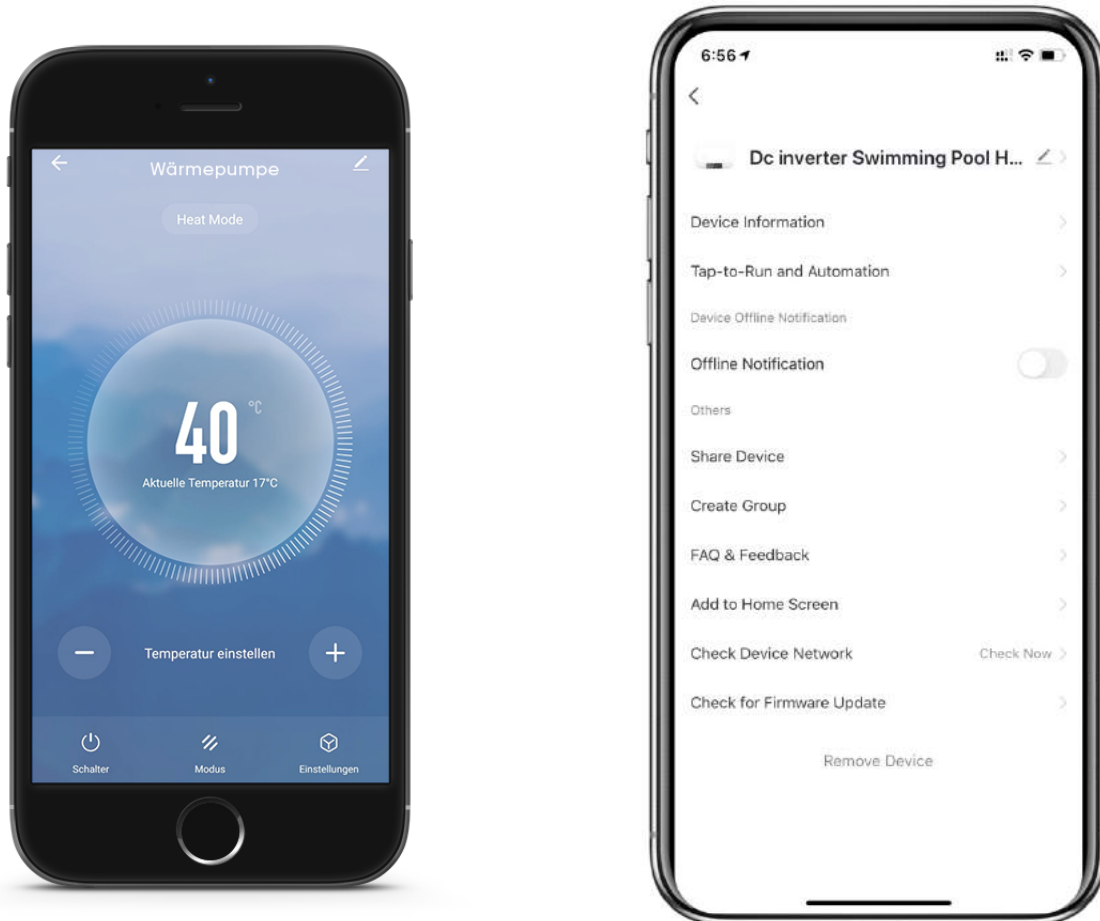 Wärmepumpe
Heat Mode
40 °C
Aktuelle Temperatur 17°C
Temperatur einstellen
Schalter
Modus
Einstellungen
6:56
Dc inverter Swimming Pool H...
Device Information
Tap-to-Run and Automation
Device Offline Notification
Offline Notification
Others
Share Device
Create Group
FAQ & Feedback
Add to Home Screen
Check Device Network Check Now
Check for Firmware Update
Remove Device